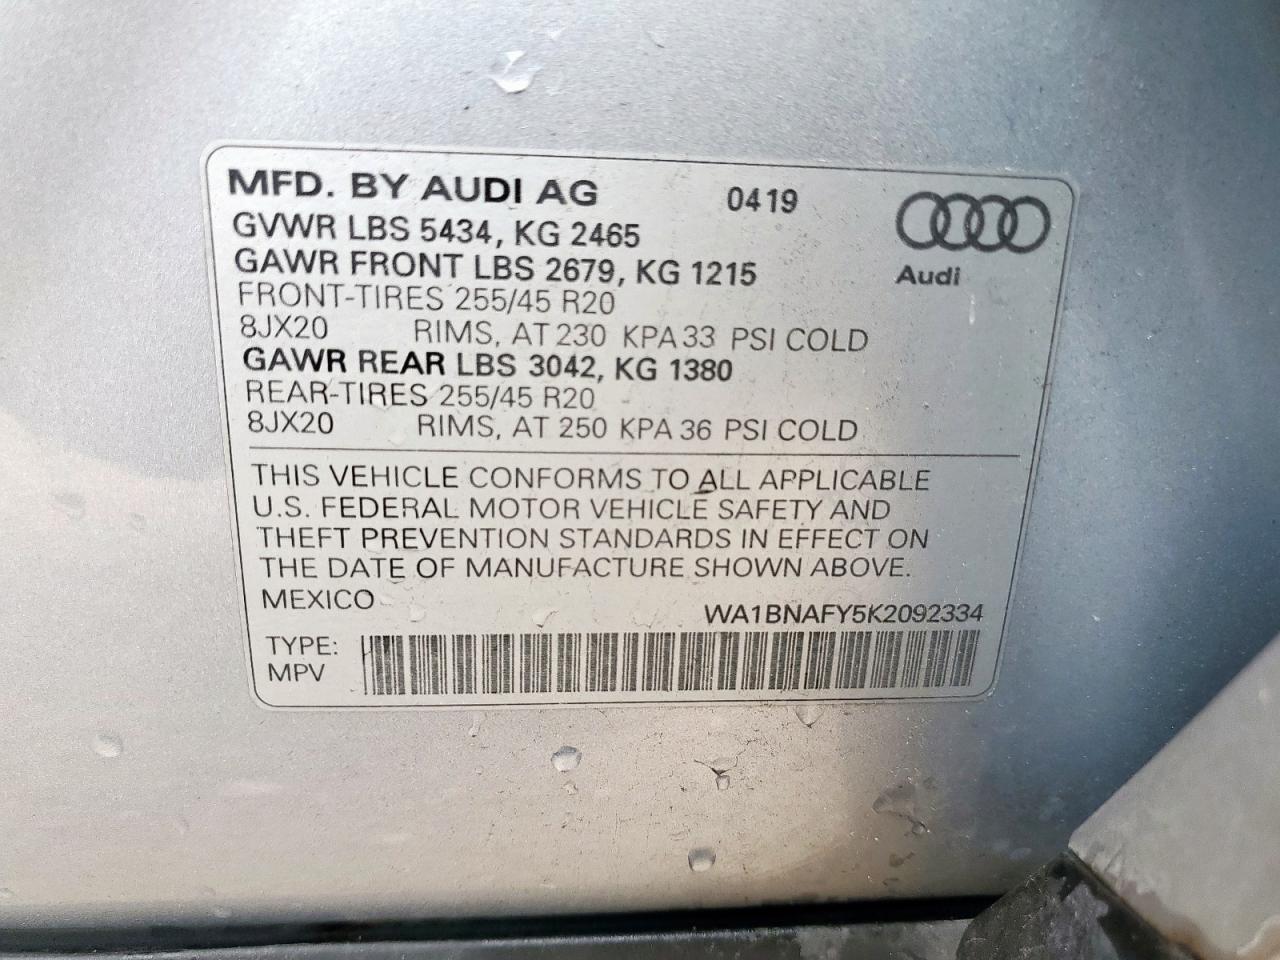 MFD. BY AUDI AG 0419
GVWR LBS 5434, KG 2465
GAWR FRONT LBS 2679, KG 1215
Audi
FRONT-TIRES 255/45 R20
8JX20 RIMS, AT 230 KPA 33 PSI COLD
GAWR REAR LBS 3042, KG 1380
REAR-TIRES 255/45 R20
8JX20 RIMS, AT 250 KPA 36 PSI COLD
THIS VEHICLE CONFORMS TO ALL APPLICABLE
U.S. FEDERAL MOTOR VEHICLE SAFETY AND
THEFT PREVENTION STANDARDS IN EFFECT ON
THE DATE OF MANUFACTURE SHOWN ABOVE.
MEXICO
WA1BNAFY5K2092334
TYPE:
MPV